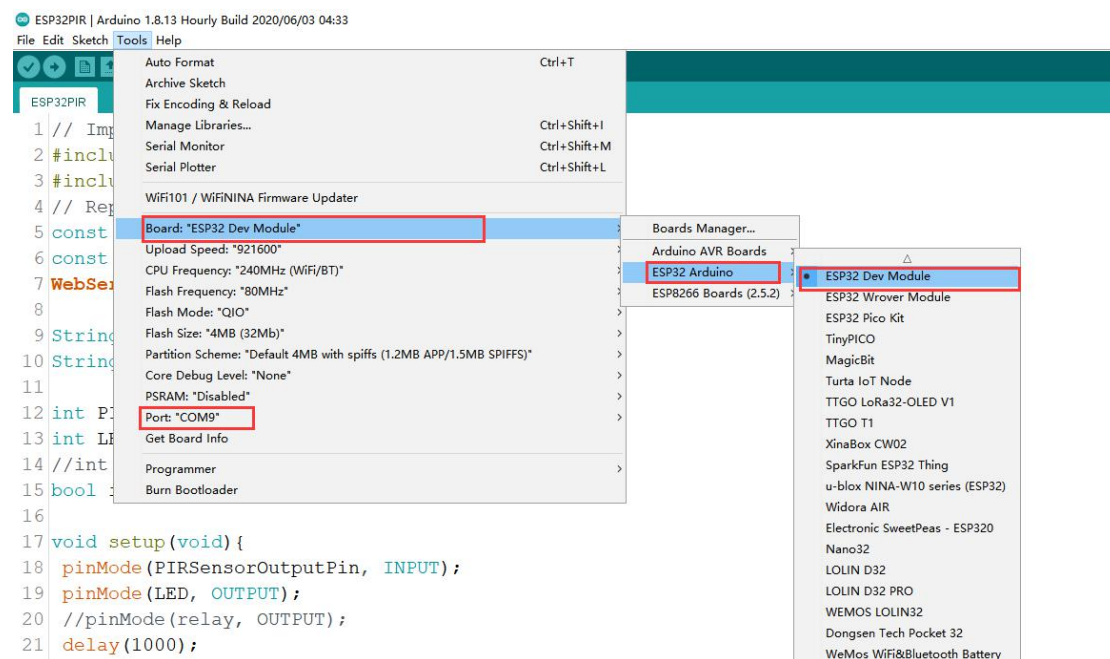 ESP32PIR | Arduino 1.8.13 Hourly Build 2020/06/03 04:33
File Edit Sketch Tools Help
ESP32PIR
Auto Format Ctrl+T
Archive Sketch
Fix Encoding & Reload
Manage Libraries... Ctrl+Shift+I
Serial Monitor Ctrl+Shift+M
Serial Plotter Ctrl+Shift+L
WiFi101 / WiFiNINA Firmware Updater
Board: "ESP32 Dev Module"
Upload Speed: "921600"
CPU Frequency: "240MHz (WiFi/BT)"
Flash Frequency: "80MHz"
Flash Mode: "QIO"
Flash Size: "4MB (32Mb)"
Partition Scheme: "Default 4MB with spiffs (1.2MB APP/1.5MB SPIFFS)"
Core Debug Level: "None"
PSRAM: "Disabled"
Port: "COM9"
Get Board Info
Programmer
Burn Bootloader
Boards Manager...
Arduino AVR Boards
ESP32 Arduino
ESP8266 Boards (2.5.2)
ESP32 Dev Module
ESP32 Wrover Module
ESP32 Pico Kit
TinyPICO
MagicBit
Turta IoT Node
TTGO LoRa32-OLED V1
TTGO T1
XinaBox CW02
SparkFun ESP32 Thing
u-blox NINA-W10 series (ESP32)
Widora AIR
Electronic SweetPeas - ESP320
Nano32
LOLIN D32
LOLIN D32 PRO
WEMOS LOLIN32
Dongsen Tech Pocket 32
WeMos WiFi&Bluetooth Battery
1 // Imp
2 #inclu
3 #inclu
4 // Rep
5 const
6 const
7 WebSer
8
9 String
10 String
11
12 int PI
13 int LE
14 //int
15 bool
16
17 void setup(void){
18 pinMode(PIRSensorOutputPin, INPUT);
19 pinMode(LED, OUTPUT);
20 //pinMode(relay, OUTPUT);
21 delay(1000);